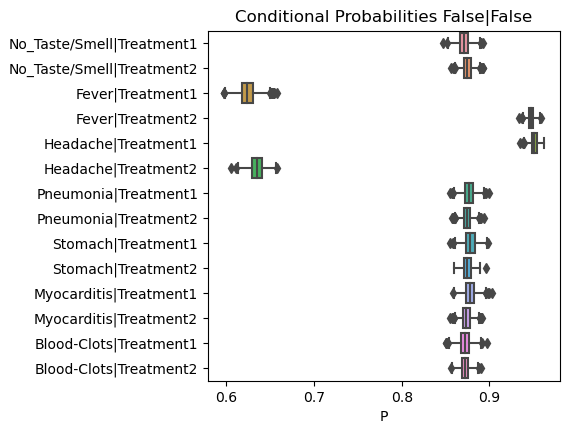 Conditional Probabilities False|False
No_Taste/Smell|Treatment1
No_Taste/Smell|Treatment2
Fever|Treatment1
Fever|Treatment2
Headache|Treatment1
Headache|Treatment2
Pneumonia|Treatment1
Pneumonia|Treatment2
Stomach|Treatment1
Stomach|Treatment2
Myocarditis|Treatment1
Myocarditis|Treatment2
Blood-Clots|Treatment1
Blood-Clots|Treatment2
0.6 0.7 0.8 0.9
P